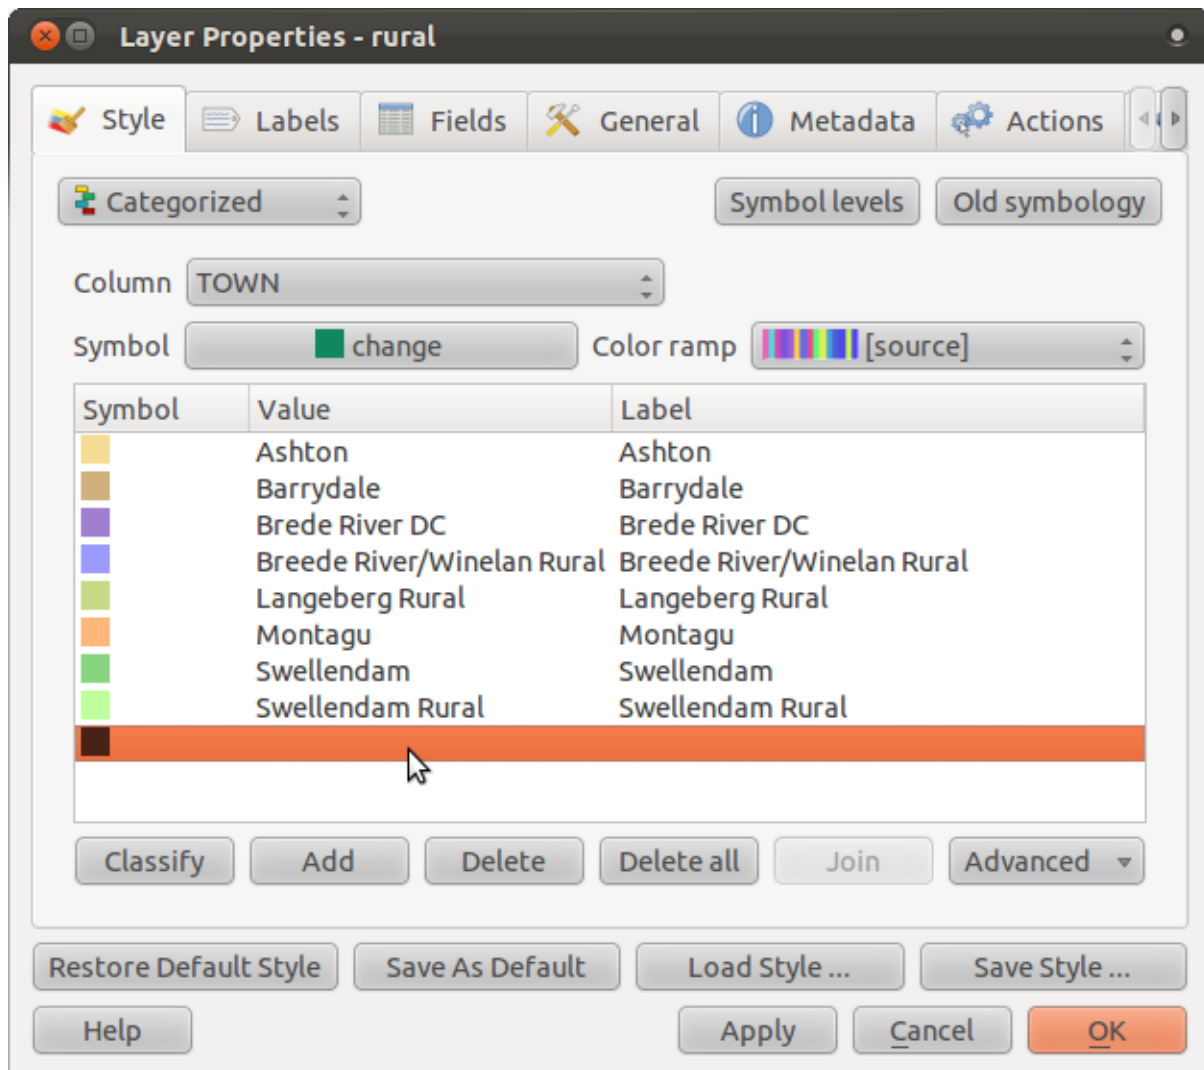 Layer Properties - rural
Style Labels Fields General Metadata Actions
Categorized Symbol levels Old symbology
Column TOWN
Symbol change Color ramp [source]
Symbol Value Label
Ashton Ashton
Barrydale Barrydale
Brede River DC Brede River DC
Breede River/Winelan Rural Breede River/Winelan Rural
Langeberg Rural Langeberg Rural
Montagu Montagu
Swellendam Swellendam
Swellendam Rural Swellendam Rural
Classify Add Delete Delete all Join Advanced
Restore Default Style Save As Default Load Style ... Save Style ...
Help Apply Cancel OK